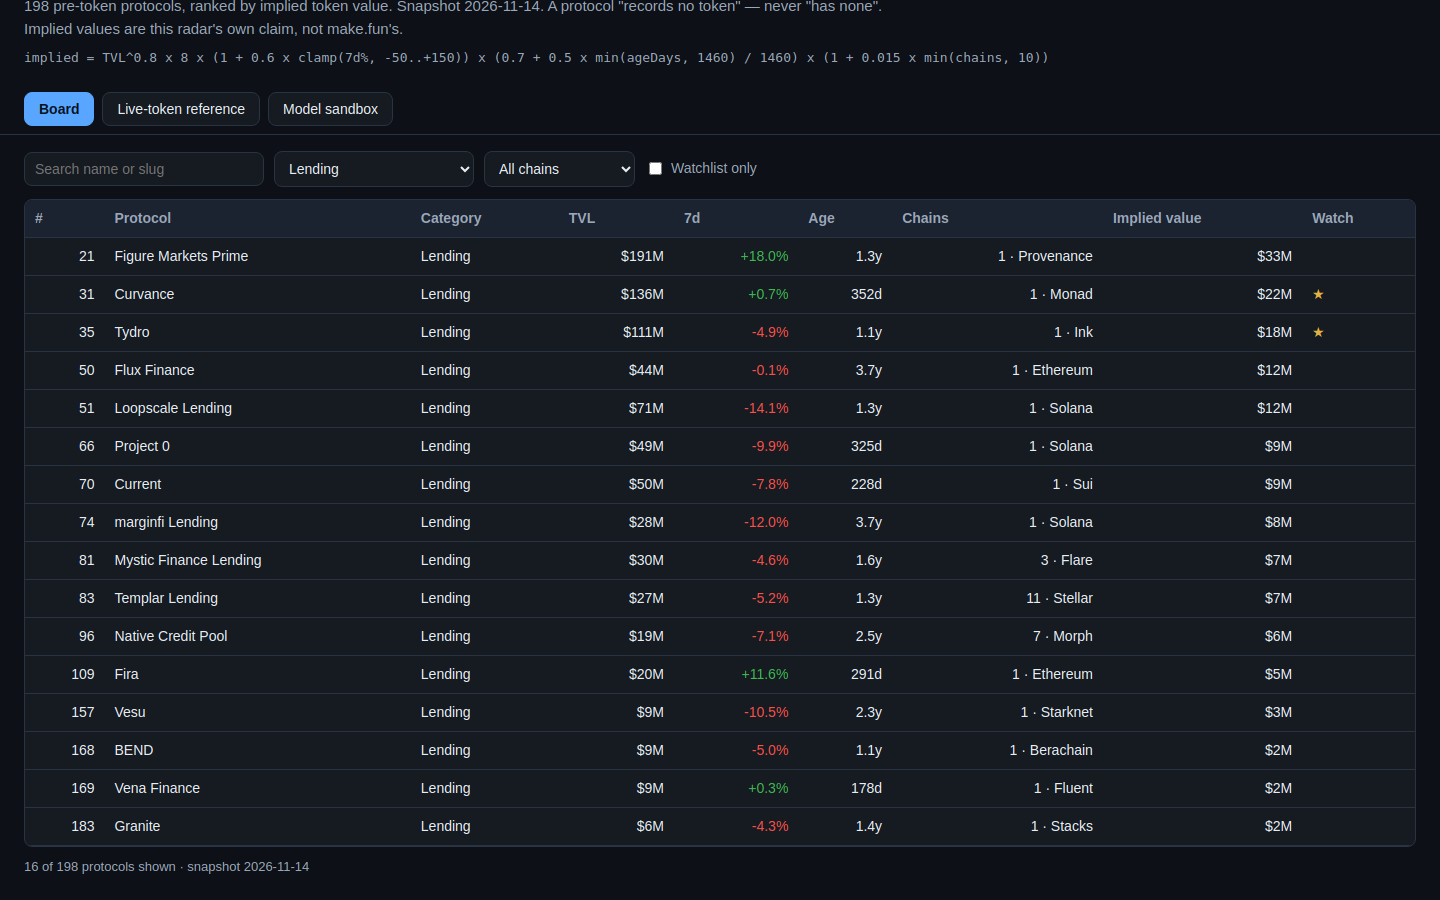 198 pre-token protocols, ranked by implied token value. Snapshot 2026-11-14. A protocol "records no token" — never "has none".
Implied values are this radar's own claim, not make.fun's.
implied = TVL^0.8 x 8 x (1 + 0.6 x clamp(7d%, -50..+150)) x (0.7 + 0.5 x min(ageDays, 1460) / 1460) x (1 + 0.015 x min(chains, 10))
Board Live-token reference Model sandbox
Search name or slug Lending All chains Watchlist only
# Protocol Category TVL 7d Age Chains Implied value Watch
21 Figure Markets Prime Lending $191M +18.0% 1.3y 1 · Provenance $33M
31 Curvance Lending $136M +0.7% 352d 1 · Monad $22M ★
35 Tydro Lending $111M -4.9% 1.1y 1 · Ink $18M ★
50 Flux Finance Lending $44M -0.1% 3.7y 1 · Ethereum $12M
51 Loopscale Lending Lending $71M -14.1% 1.3y 1 · Solana $12M
66 Project 0 Lending $49M -9.9% 325d 1 · Solana $9M
70 Current Lending $50M -7.8% 228d 1 · Sui $9M
74 marginfi Lending Lending $28M -12.0% 3.7y 1 · Solana $8M
81 Mystic Finance Lending Lending $30M -4.6% 1.6y 3 · Flare $7M
83 Templar Lending Lending $27M -5.2% 1.3y 11 · Stellar $7M
96 Native Credit Pool Lending $19M -7.1% 2.5y 7 · Morph $6M
109 Fira Lending $20M +11.6% 291d 1 · Ethereum $5M
157 Vesu Lending $9M -10.5% 2.3y 1 · Starknet $3M
168 BEND Lending $9M -5.0% 1.1y 1 · Berachain $2M
169 Vena Finance Lending $9M +0.3% 178d 1 · Fluent $2M
183 Granite Lending $6M -4.3% 1.4y 1 · Stacks $2M
16 of 198 protocols shown · snapshot 2026-11-14